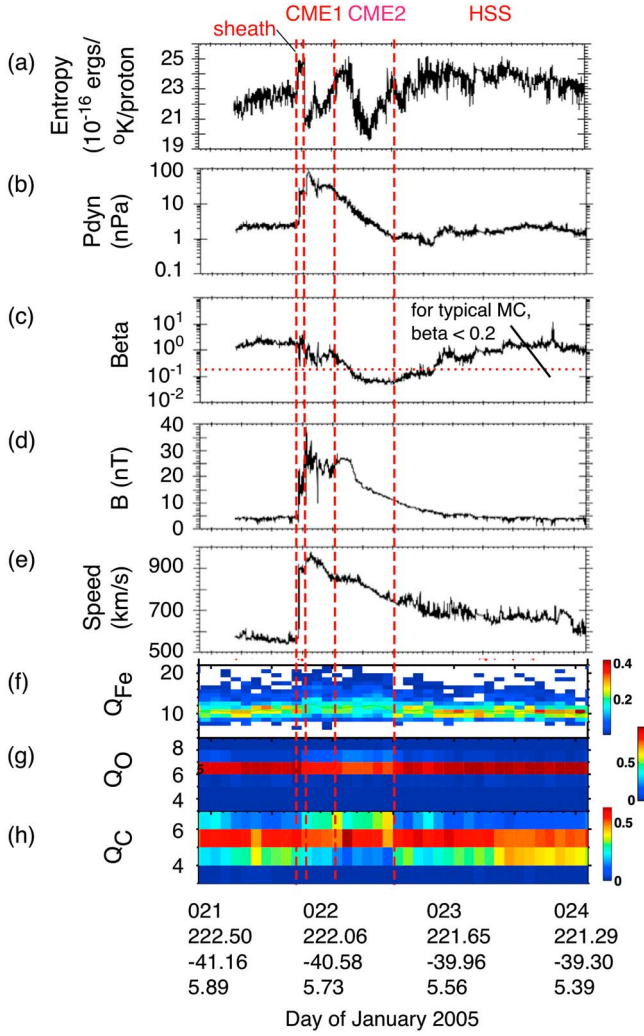 CME1 CME2 HSS
sheath
(a)
Entropy
(10⁻¹⁶ ergs/
ᵒK/proton
25
23
21
19
(b)
Pdyn
(nPa)
100
10
1
0.1
(c)
Beta
10¹
10⁰
10⁻¹
10⁻²
for typical MC,
beta < 0.2
(d)
B (nT)
40
30
20
10
0
(e)
Speed
(km/s)
900
700
500
(f)
Q_Fe
20
10
0.4
0.2
0
(g)
Q_O
8
6
4
1
0.5
0
(h)
Q_C
6
4
0.5
0
021 022 023 024
222.50 222.06 221.65 221.29
-41.16 -40.58 -39.96 -39.30
5.89 5.73 5.56 5.39
Day of January 2005